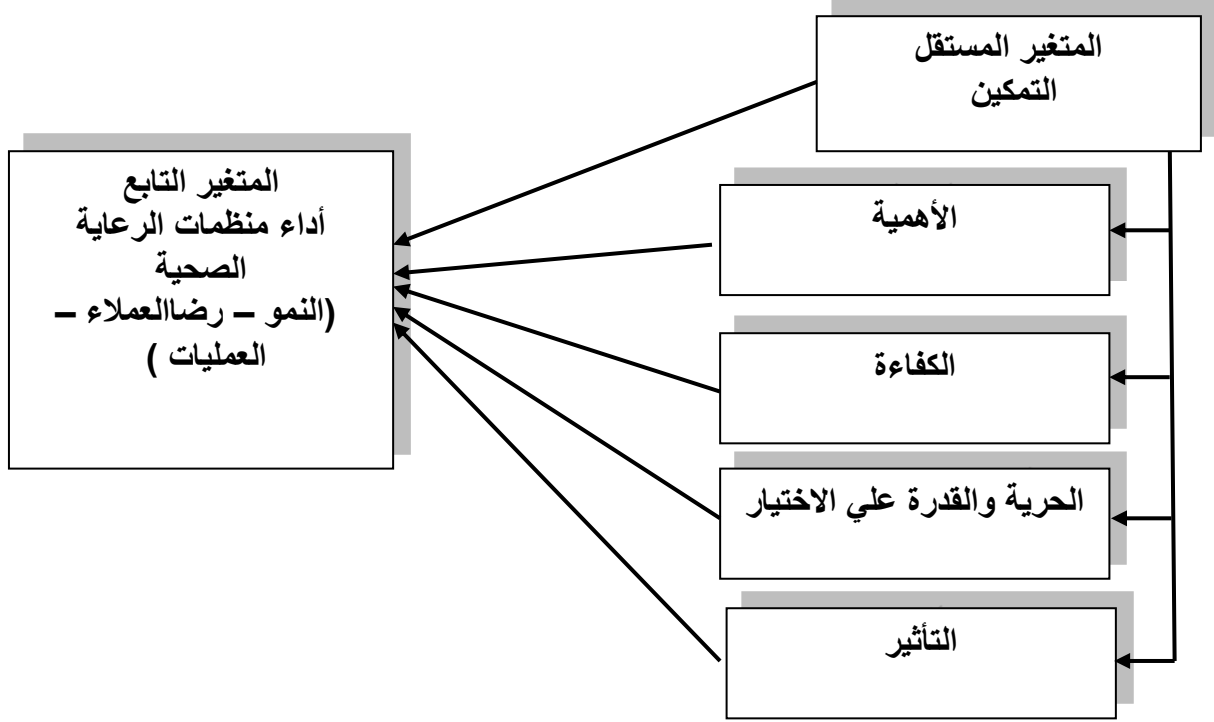 المتغير المستقل
التمكين
المتغير التابع
أداء منظمات الرعاية
الصحية
(النمو – رضاالعملاء –
العمليات )
الأهمية
الكفاءة
الحرية والقدرة علي الاختيار
التأثير